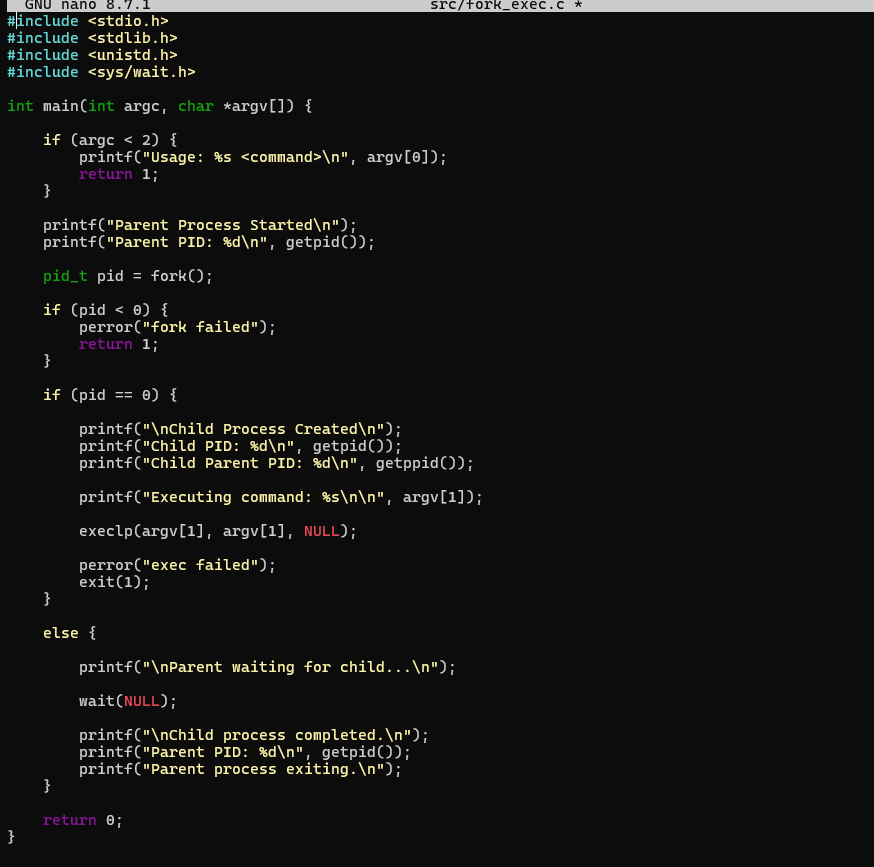 GNU nano 8.7.1 src/fork_exec.c *
#include <stdio.h>
#include <stdlib.h>
#include <unistd.h>
#include <sys/wait.h>

int main(int argc, char *argv[]) {

    if (argc < 2) {
        printf("Usage: %s <command>\n", argv[0]);
        return 1;
    }

    printf("Parent Process Started\n");
    printf("Parent PID: %d\n", getpid());

    pid_t pid = fork();

    if (pid < 0) {
        perror("fork failed");
        return 1;
    }

    if (pid == 0) {

        printf("\nChild Process Created\n");
        printf("Child PID: %d\n", getpid());
        printf("Child Parent PID: %d\n", getppid());

        printf("Executing command: %s\n\n", argv[1]);

        execlp(argv[1], argv[1], NULL);

        perror("exec failed");
        exit(1);
    }

    else {

        printf("\nParent waiting for child...\n");

        wait(NULL);

        printf("\nChild process completed.\n");
        printf("Parent PID: %d\n", getpid());
        printf("Parent process exiting.\n");
    }

    return 0;
}